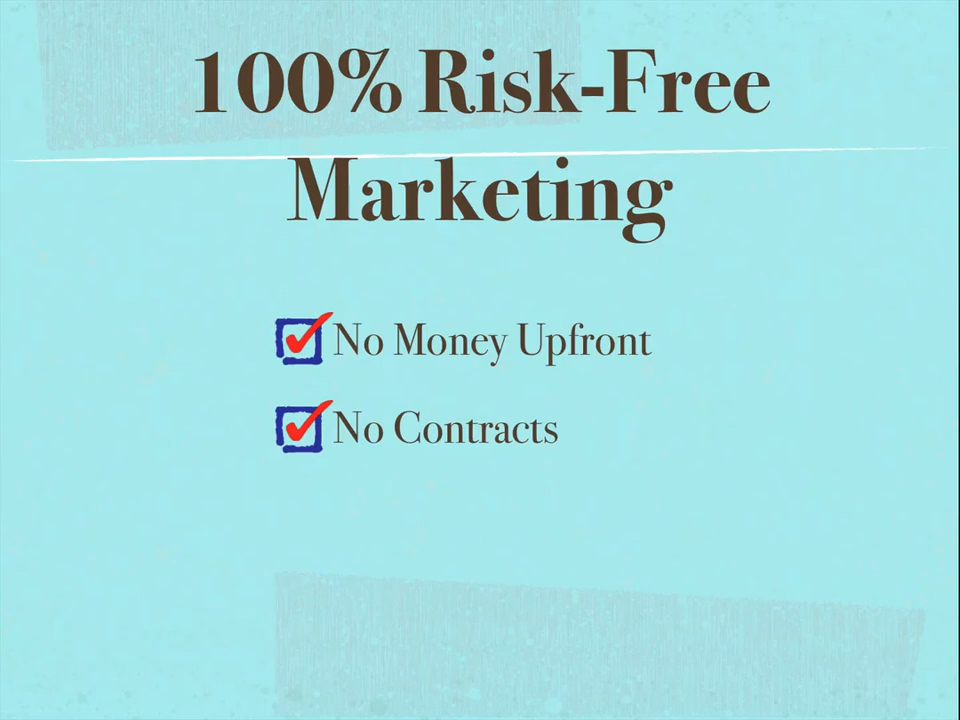 100% Risk-Free
Marketing
No Money Upfront
No Contracts